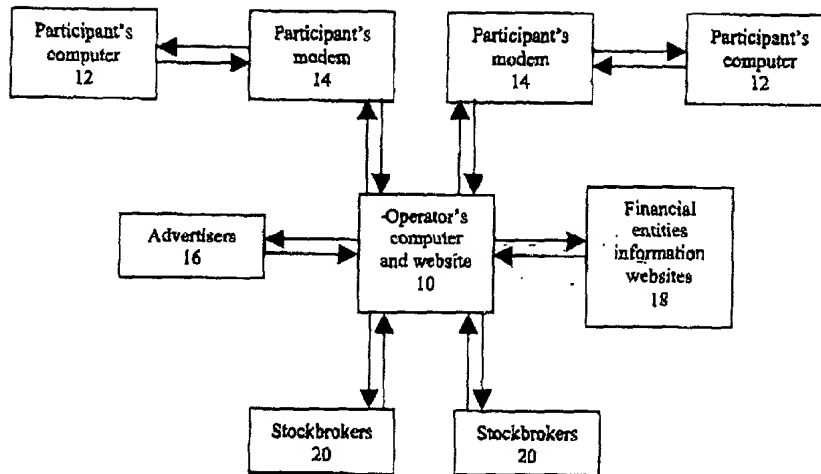 Participant's
computer
12
Participant's
modem
14
Participant's
modem
14
Participant's
computer
12
Advertisers
16
-Operator's
computer
and website
10
Financial
entities
information
websites
18
Stockbrokers
20
Stockbrokers
20